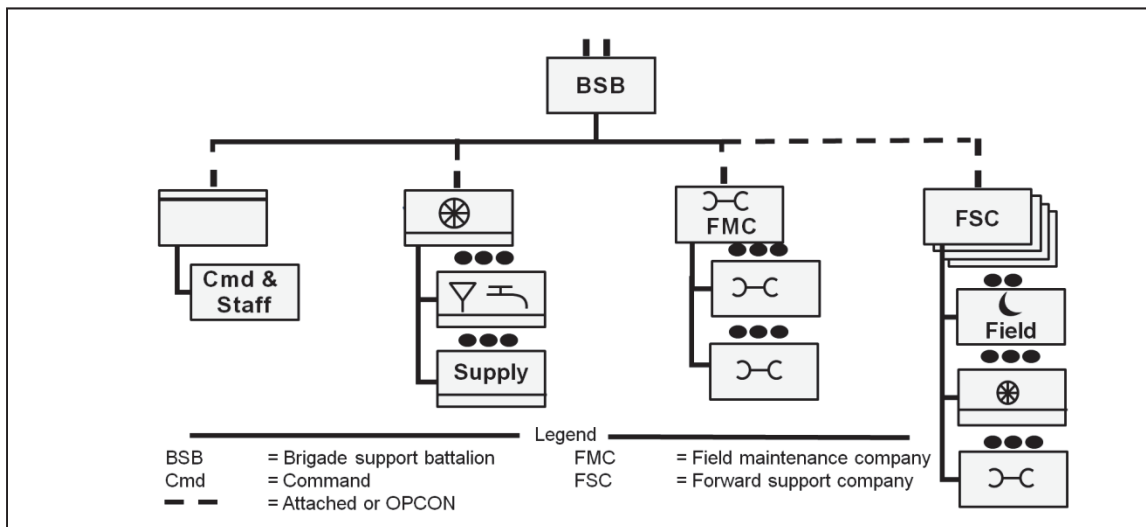 BSB
Cmd &
Staff
Supply
FMC
FSC
Field
Legend
BSB = Brigade support battalion
FMC = Field maintenance company
Cmd = Command
FSC = Forward support company
= Attached or OPCON